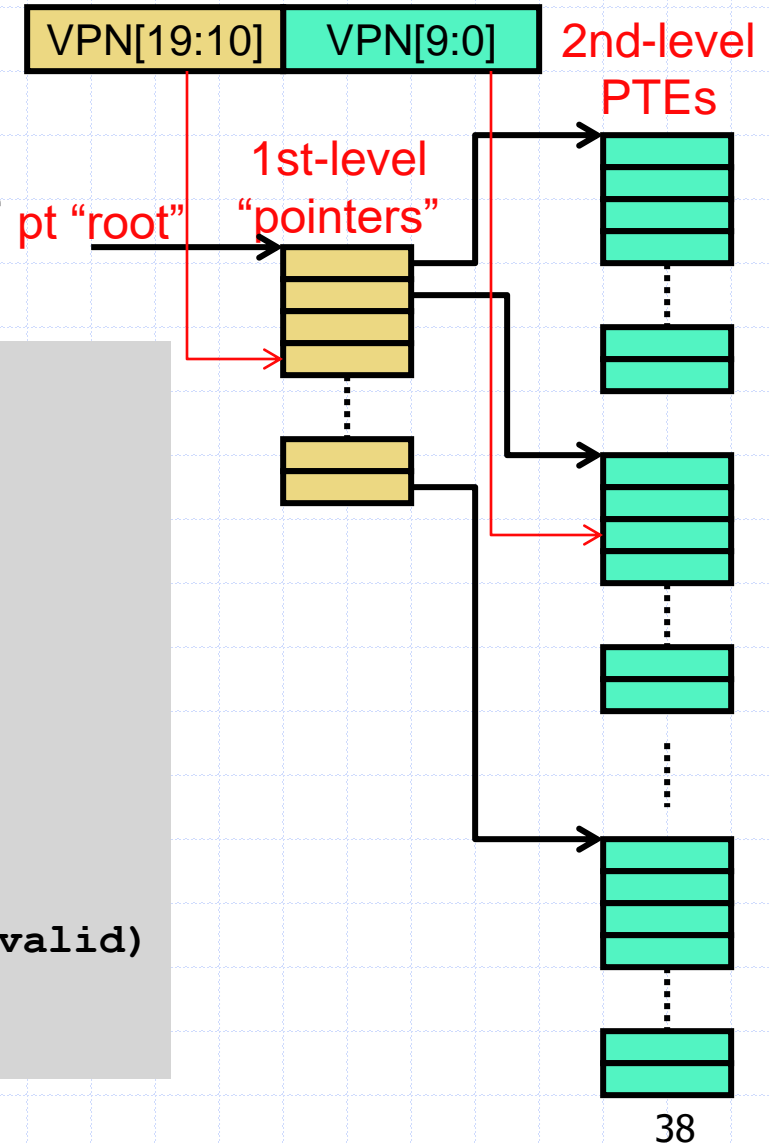 VPN[19:10] VPN[9:0]
2nd-level
PTEs
1st-level
pt “root” “pointers”
valid)
38